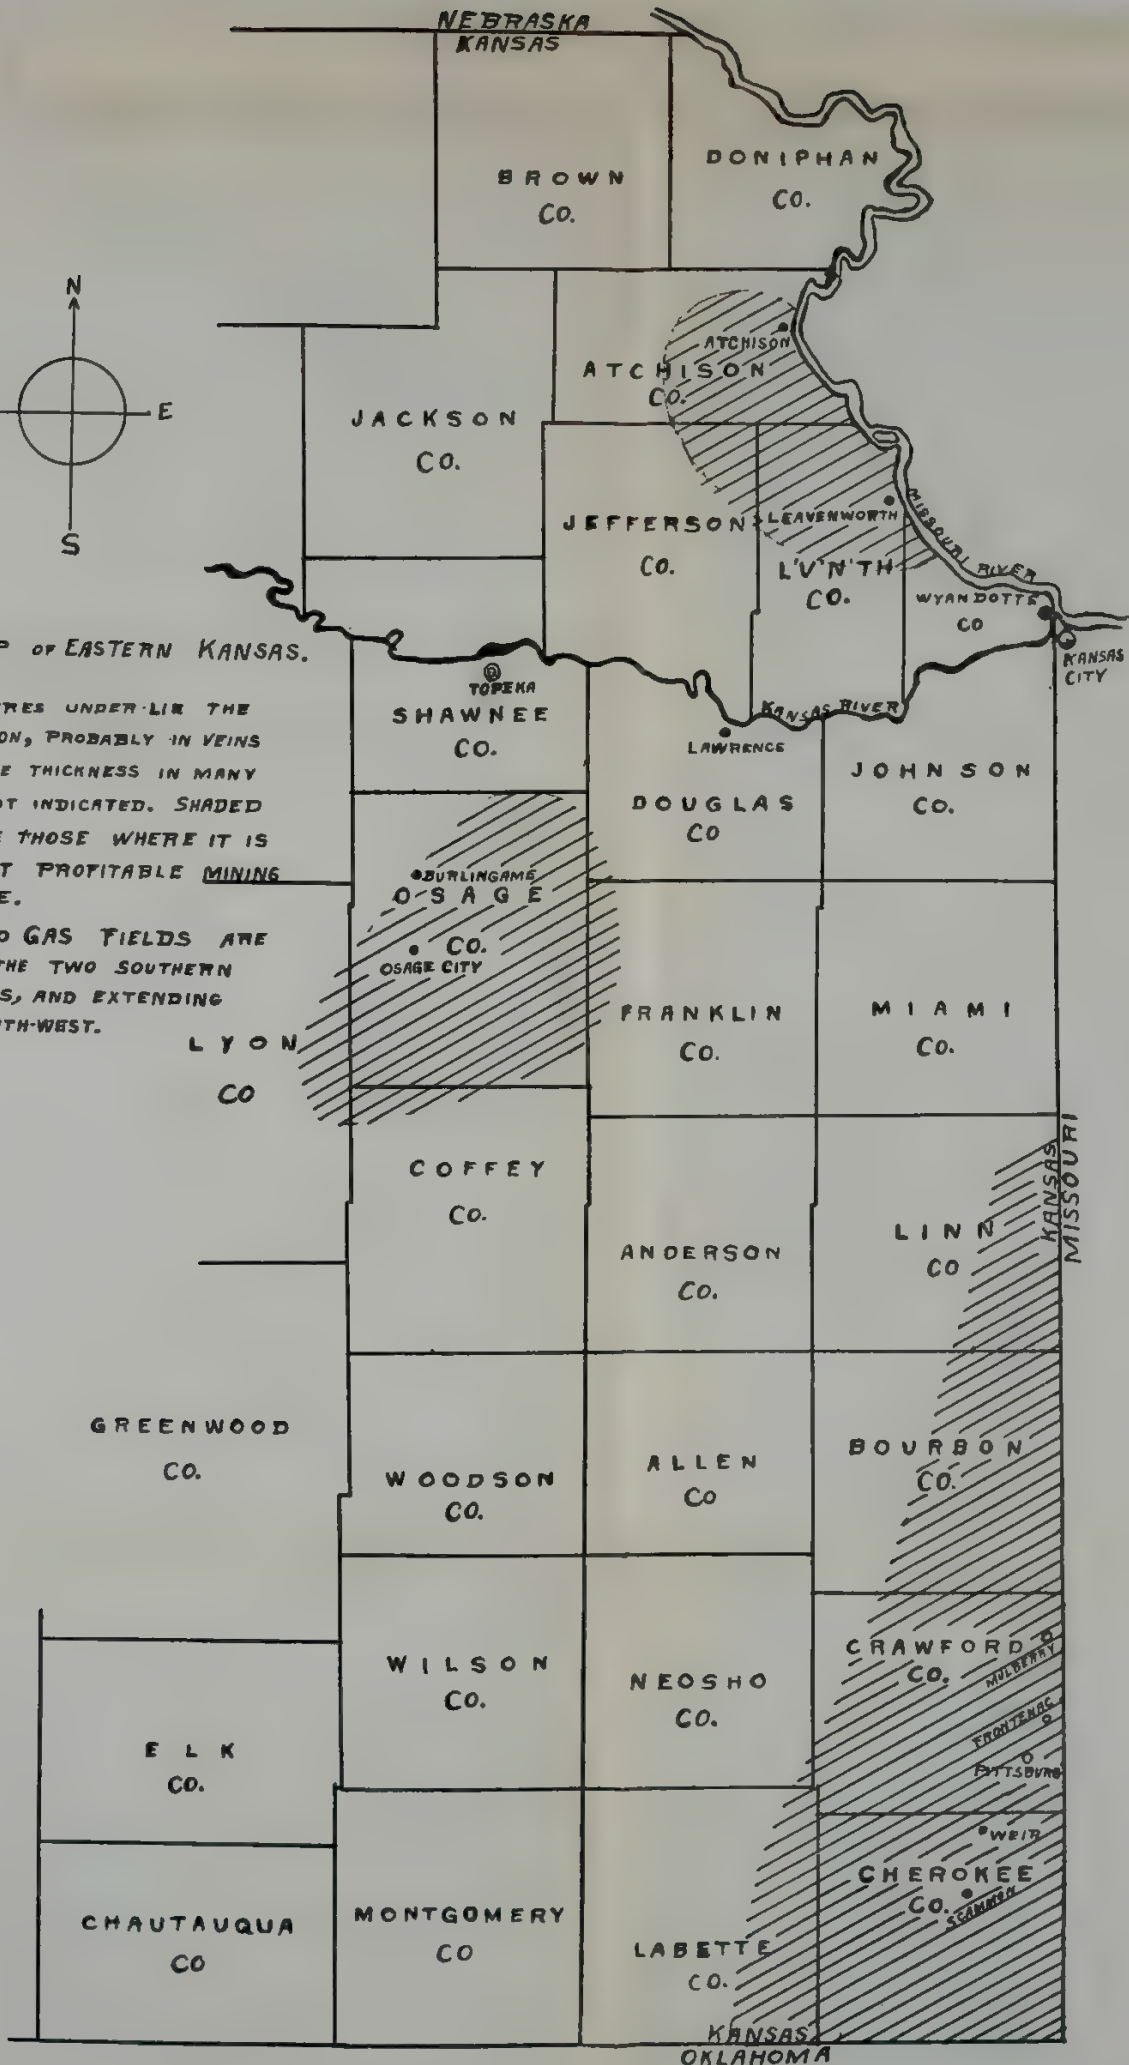 NEBRASKA
KANSAS
BROWN
CO.
DONIPHAN
CO.
N
E
S
ATCHISON
ATCHISON
CO.
JACKSON
CO.
JEFFERSON
CO.
LEAVENWORTH
L'V'N'TH
CO.
MISSOURI RIVER
WYANDOTTE
CO
KANSAS
CITY
OF EASTERN KANSAS.
UNDER-LIE THE
PROBABLY IN VEINS
THICKNESS IN MANY
INDICATED. SHADED
THOSE WHERE IT IS
PROFITABLE MINING
GAS FIELDS ARE
THE TWO SOUTHERN
AND EXTENDING
TOPEKA
SHAWNEE
CO.
KANSAS RIVER
LAWRENCE
DOUGLAS
CO
JOHNSON
CO.
BURLINGAME
OSAGE
CO.
OSAGE CITY
LYON
CO
FRANKLIN
CO.
MIAMI
CO.
COFFEY
CO.
ANDERSON
CO.
LINN
CO
KANSAS
MISSOURI
GREENWOOD
CO.
WOODSON
CO.
ALLEN
CO
BOURBON
CO.
WILSON
CO.
NEOSHO
CO.
CRAWFORD
CO.
MULBERRY
FRONTENAC
PITTSBURG
ELK
CO.
WEIR
CHEROKEE
CO.
SCAMMON
CHAUTAUQUA
CO
MONTGOMERY
CO
LABETTE
CO.
KANSAS
OKLAHOMA